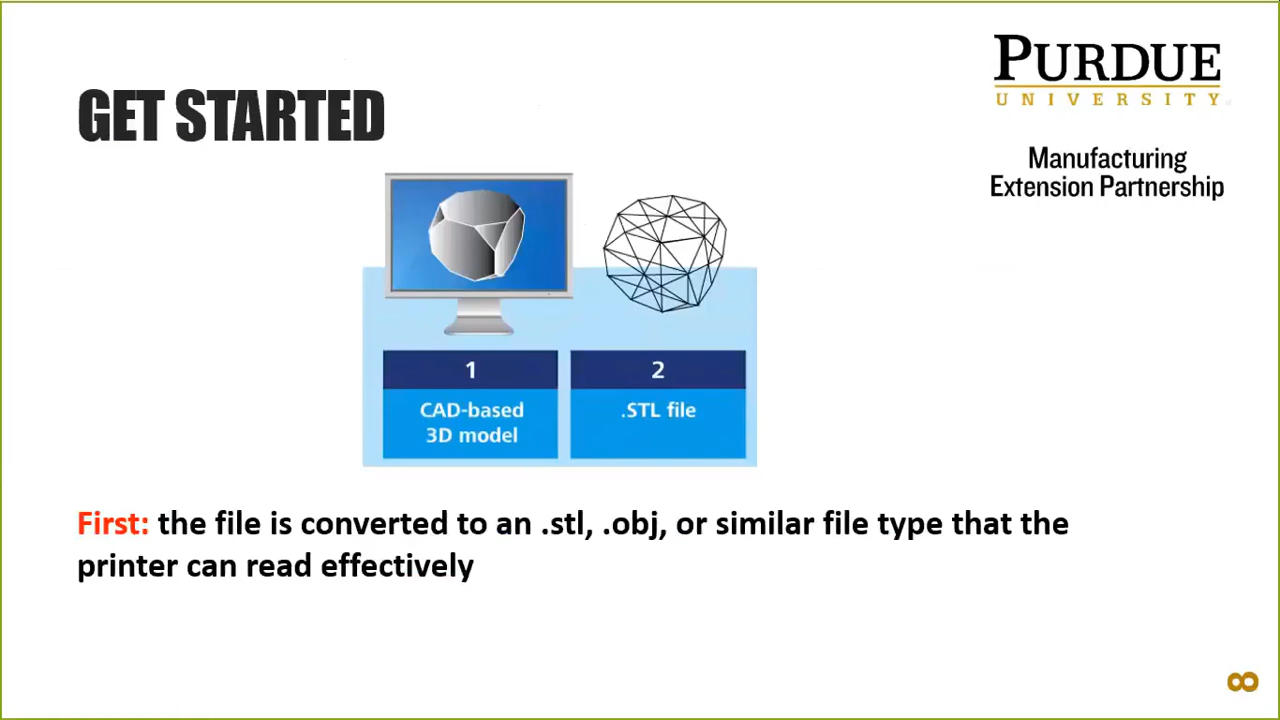 GET STARTED
PURDUE
UNIVERSITY
Manufacturing
Extension Partnership
1
CAD-based
3D model
2
.STL file
First: the file is converted to an .stl, .obj, or similar file type that the
printer can read effectively
8